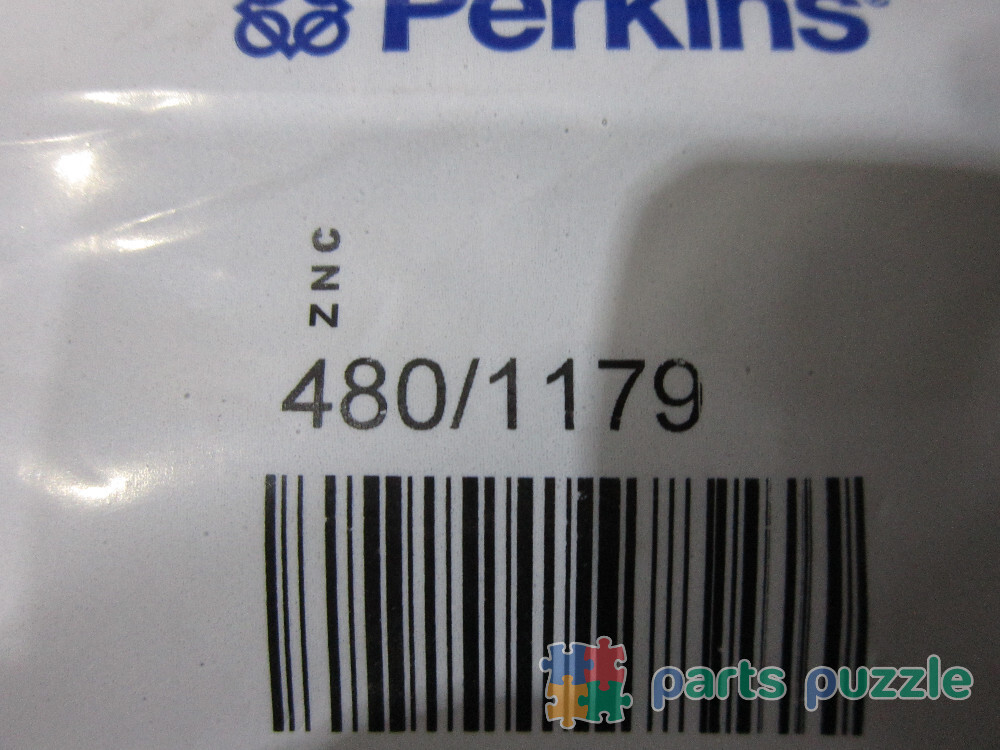 Perkins®
ZNC
480/1179
parts puzzle